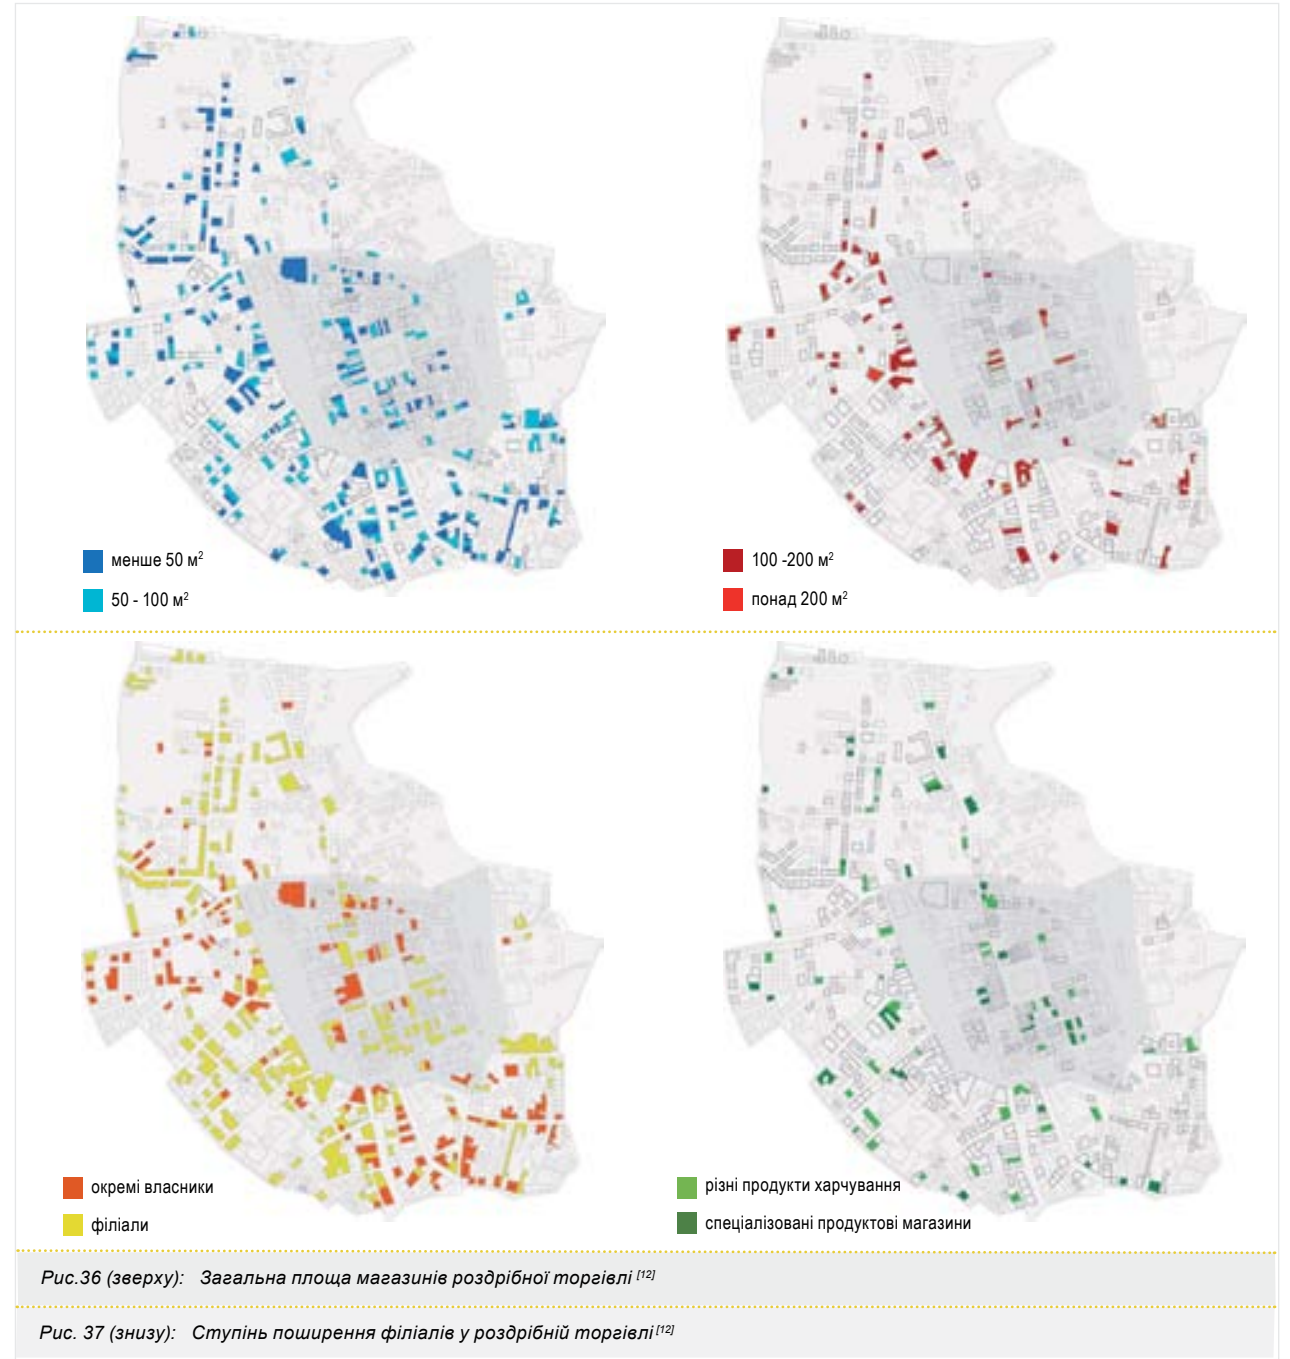 менше 50 м²
50 - 100 м²
100 -200 м²
понад 200 м²
окремі власники
філіали
різні продукти харчування
спеціалізовані продуктові магазини
Рис.36 (зверху): Загальна площа магазинів роздрібної торгівлі [12]
Рис. 37 (знизу): Ступінь поширення філіалів у роздрібній торгівлі [12]